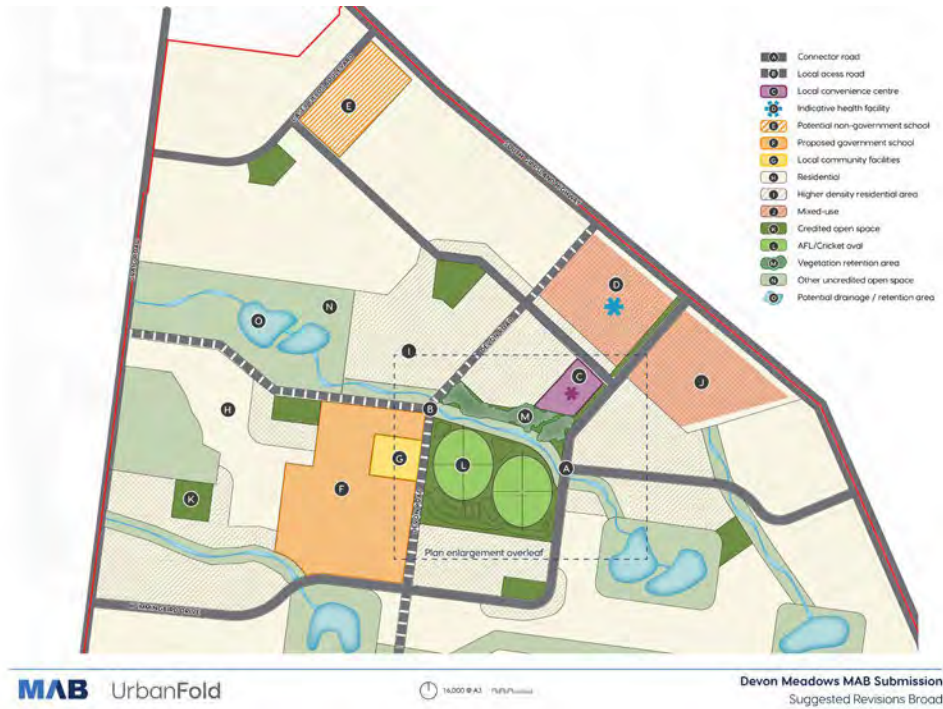 A Connector road
B Local acess road
C Local convenience centre
D Indicative health facility
E Potential non-government school
F Proposed government school
G Local community facilities
H Residential
I Higher density residential area
J Mixed-use
K Credited open space
L AFL/Cricket oval
M Vegetation retention area
N Other uncredited open space
O Potential drainage / retention area
E
SOUTH GIPPSLAND HIGHWAY
D
N
O
I
C
J
B
M
H
G
L
A
F
K
Plan enlargement overleaf
MAB UrbanFold
Devon Meadows MAB Submission
Suggested Revisions Broad